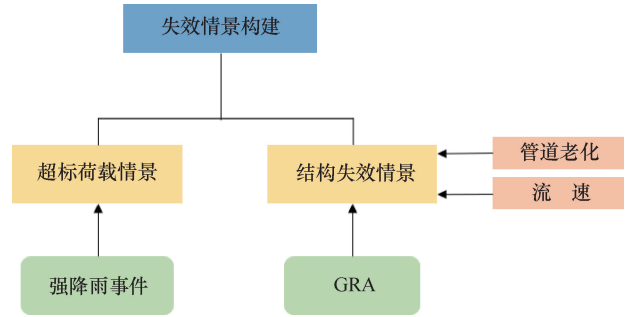 失效情景构建
超标荷载情景
结构失效情景
管道老化
流 速
强降雨事件
GRA